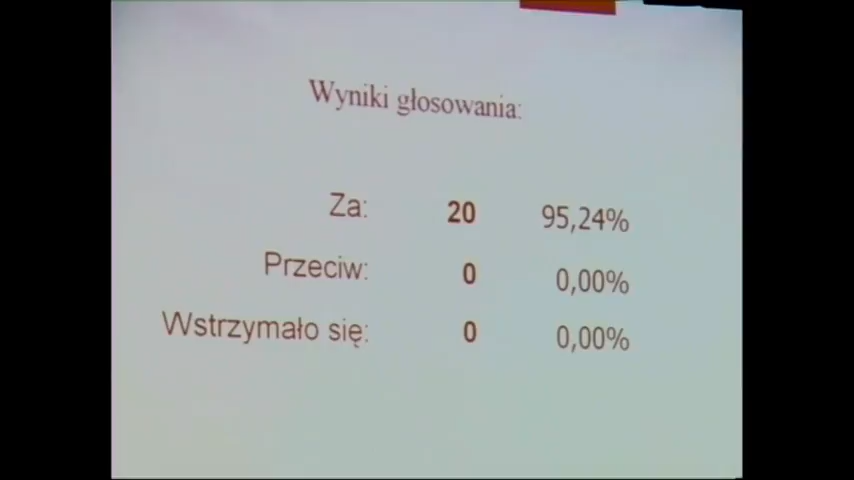 Wyniki głosowania:
Za: 20 95,24%
Przeciw: 0 0,00%
Wstrzymało się: 0 0,00%